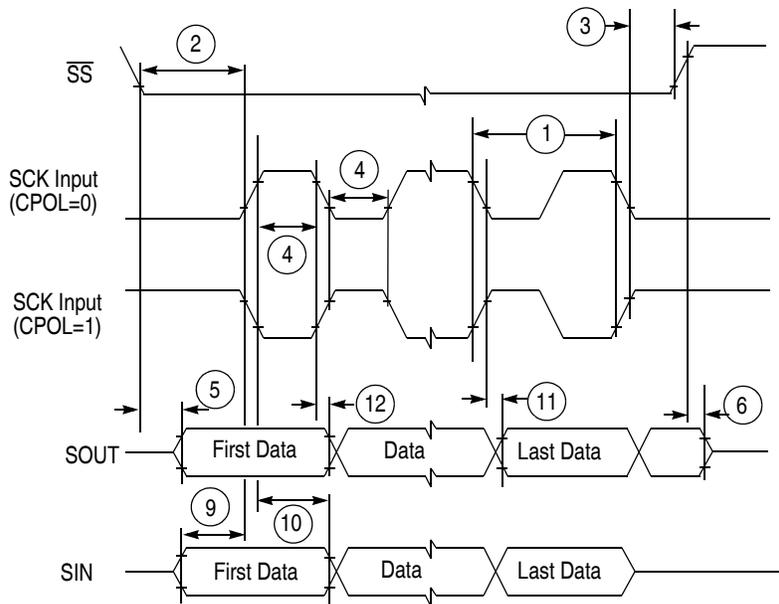 2
3
SS
1
4
SCK Input
(CPOL=0)
4
SCK Input
(CPOL=1)
5
12
11
6
SOUT
First Data
Data
Last Data
9
10
SIN
First Data
Data
Last Data